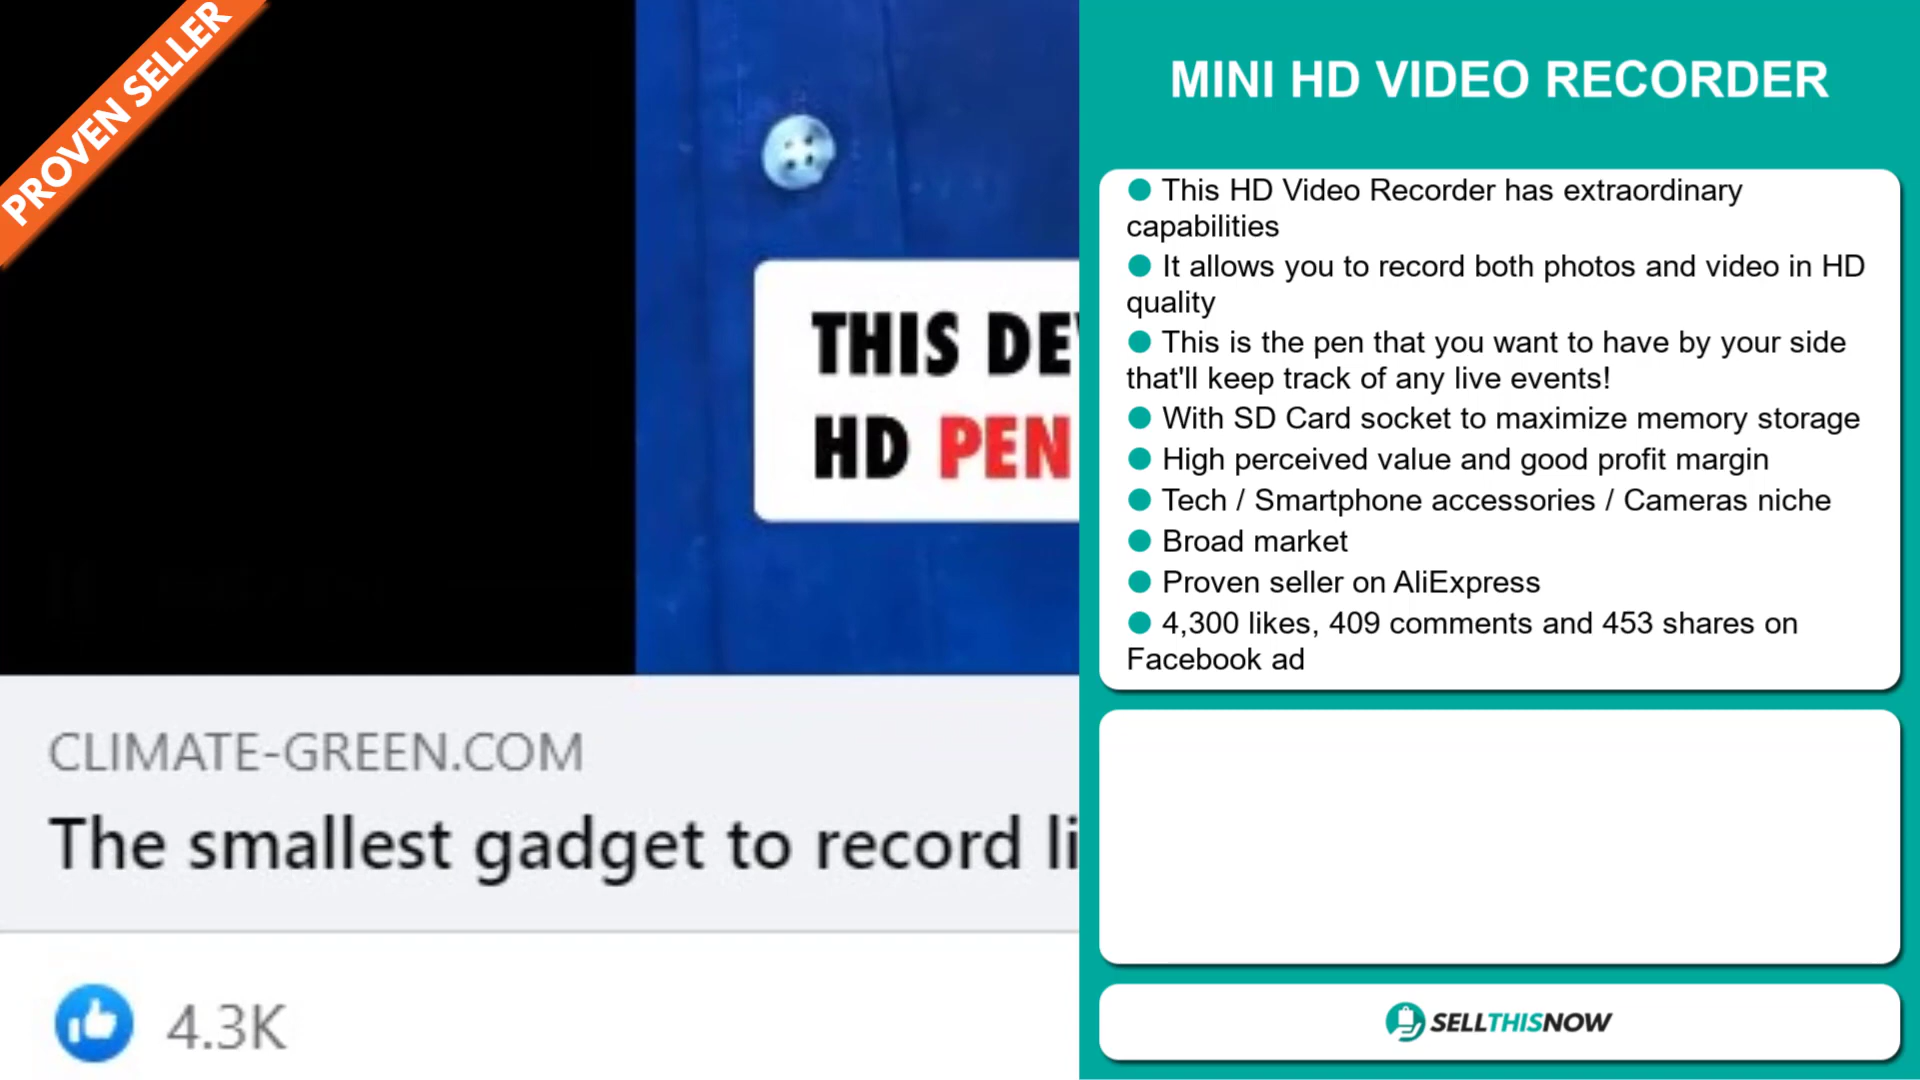 PROVEN SELLER
THIS DE
HD PEN
CLIMATE-GREEN.COM
The smallest gadget to record li
4.3K
MINI HD VIDEO RECORDER
● This HD Video Recorder has extraordinary
capabilities
● It allows you to record both photos and video in HD
quality
● This is the pen that you want to have by your side
that'll keep track of any live events!
● With SD Card socket to maximize memory storage
● High perceived value and good profit margin
● Tech / Smartphone accessories / Cameras niche
● Broad market
● Proven seller on AliExpress
● 4,300 likes, 409 comments and 453 shares on
Facebook ad
SELLTHISNOW